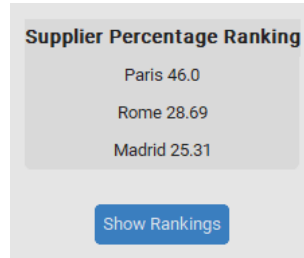 Supplier Percentage Ranking
Paris 46.0
Rome 28.69
Madrid 25.31
Show Rankings